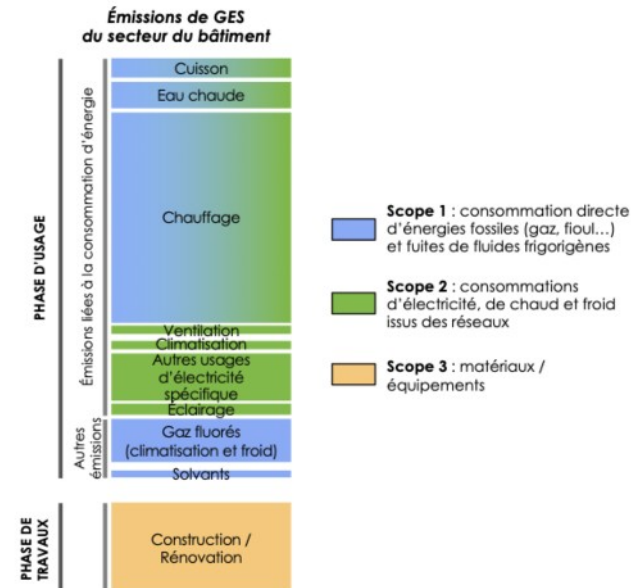 Émissions de GES
du secteur du bâtiment
PHASE D'USAGE
Émissions liées à la consommation d'énergie
Cuisson
Eau chaude
Chauffage
Ventilation
Climatisation
Autres usages
d'électricité
spécifique
Éclairage
Autres
émissions
Gaz fluorés
(climatisation et froid)
Solvants
PHASE DE
TRAVAUX
Construction /
Rénovation
Scope 1 : consommation directe
d'énergies fossiles (gaz, fioul...)
et fuites de fluides frigorigènes
Scope 2 : consommations
d'électricité, de chaud et froid
issus des réseaux
Scope 3 : matériaux /
équipements